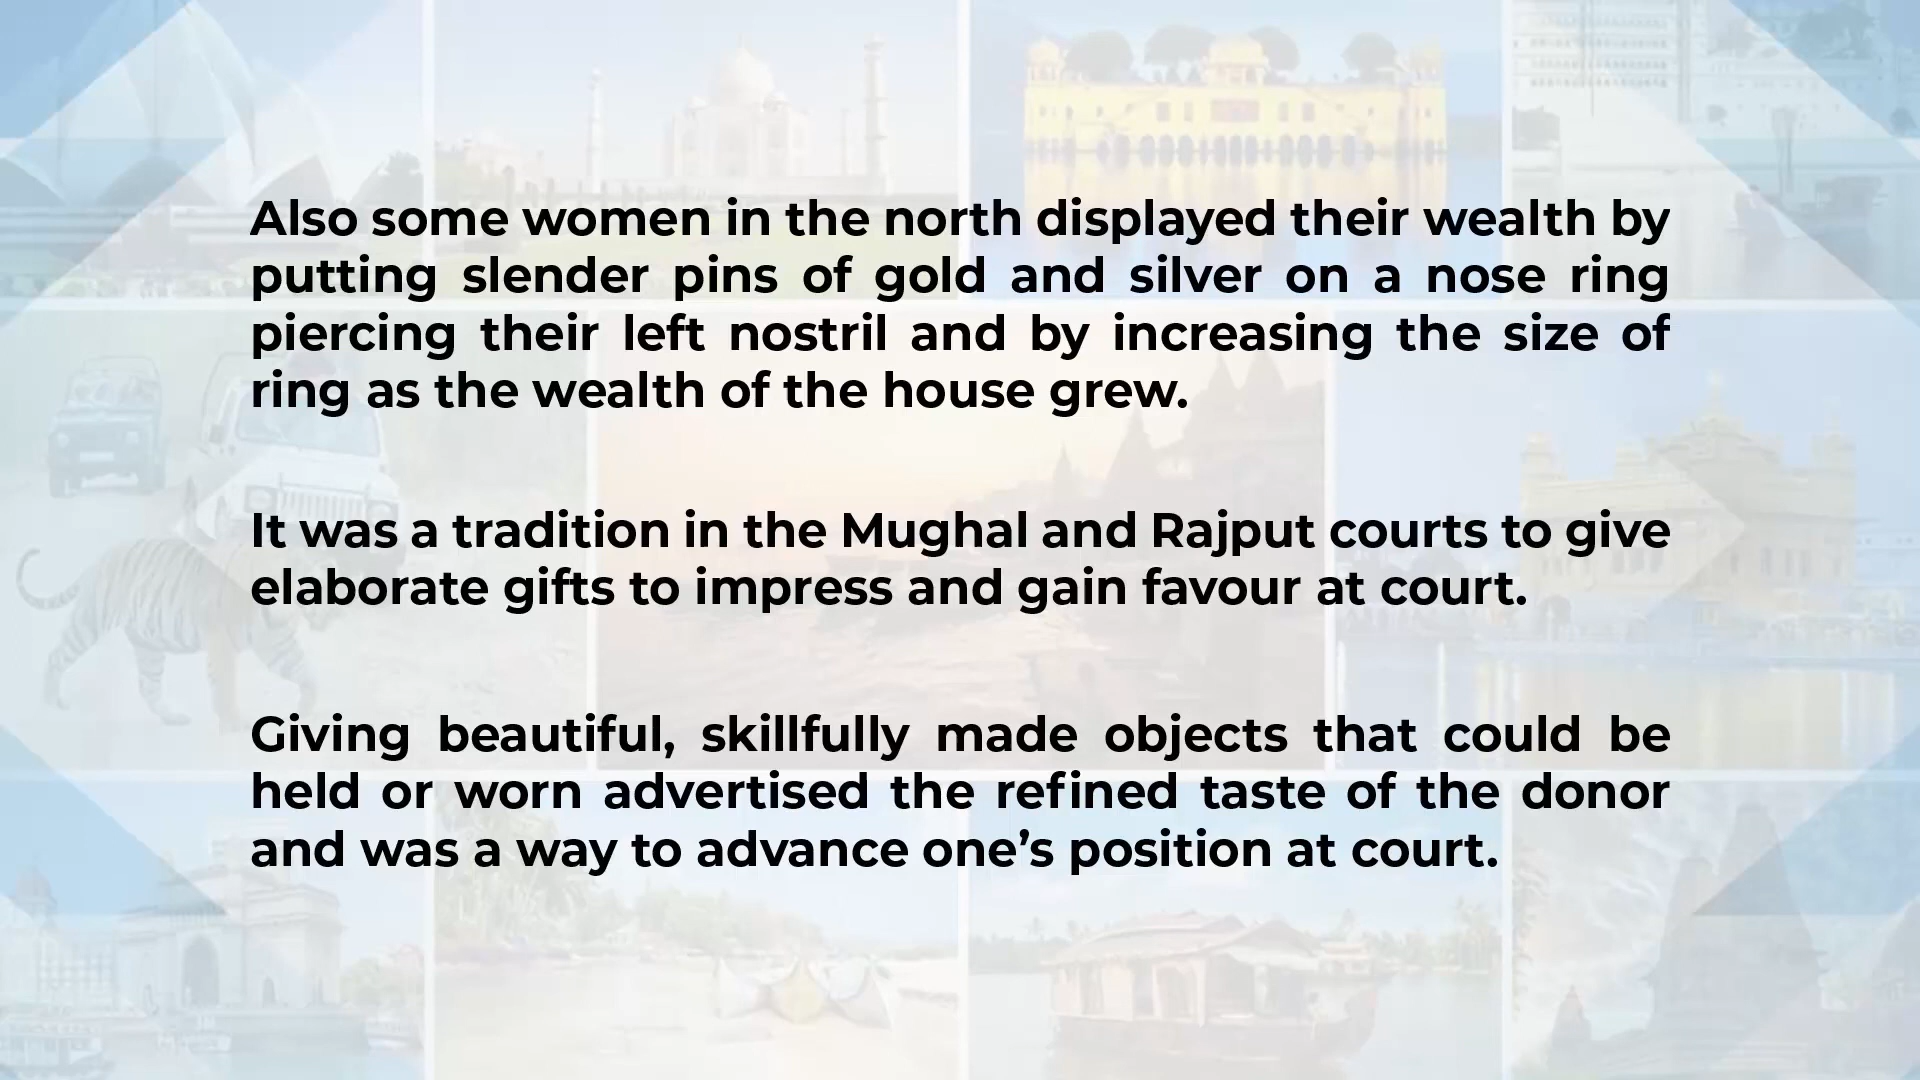 Also some women in the north displayed their wealth by
putting slender pins of gold and silver on a nose ring
piercing their left nostril and by increasing the size of
ring as the wealth of the house grew.
It was a tradition in the Mughal and Rajput courts to give
elaborate gifts to impress and gain favour at court.
Giving beautiful, skillfully made objects that could be
held or worn advertised the refined taste of the donor
and was a way to advance one’s position at court.